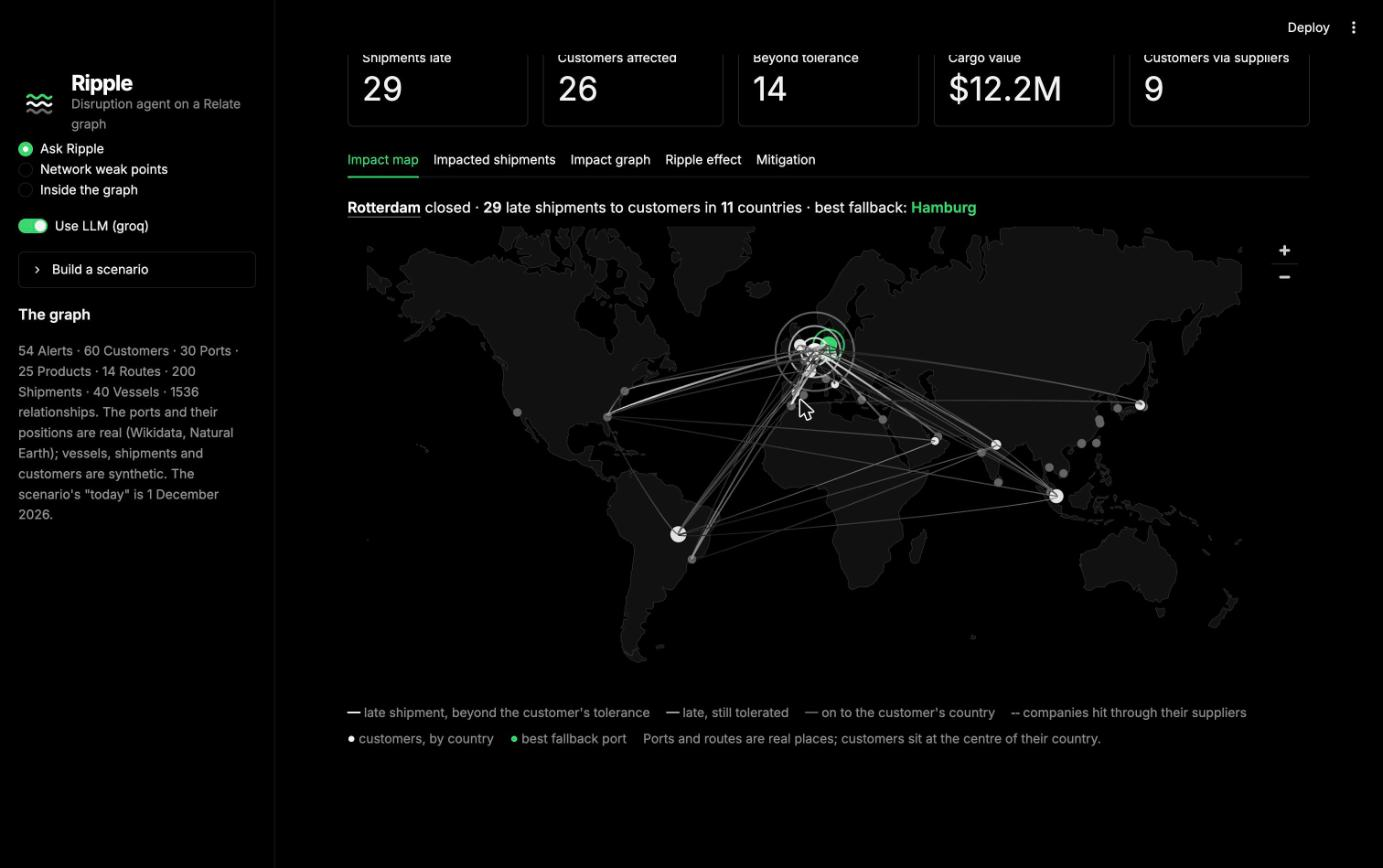 Deploy
Ripple
Disruption agent on a Relate
graph
Ask Ripple
Network weak points
Inside the graph
Use LLM (groq)
Build a scenario
The graph
54 Alerts · 60 Customers · 30 Ports ·
25 Products · 14 Routes · 200
Shipments · 40 Vessels · 1536
relationships. The ports and their
positions are real (Wikidata, Natural
Earth); vessels, shipments and
customers are synthetic. The
scenario's "today" is 1 December
2026.
Shipments late
29
Customers affected
26
Beyond tolerance
14
Cargo value
$12.2M
Customers via suppliers
9
Impact map Impacted shipments Impact graph Ripple effect Mitigation
Rotterdam closed · 29 late shipments to customers in 11 countries · best fallback: Hamburg
+
−
late shipment, beyond the customer's tolerance late, still tolerated on to the customer's country companies hit through their suppliers
customers, by country best fallback port Ports and routes are real places; customers sit at the centre of their country.